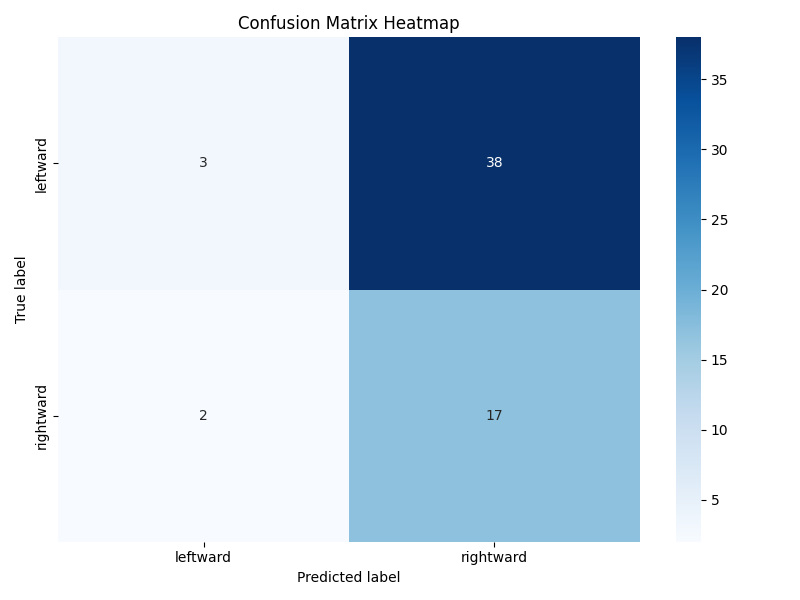 Confusion Matrix Heatmap
True label
leftward
rightward
3
38
2
17
leftward
rightward
Predicted label
35
30
25
20
15
10
5